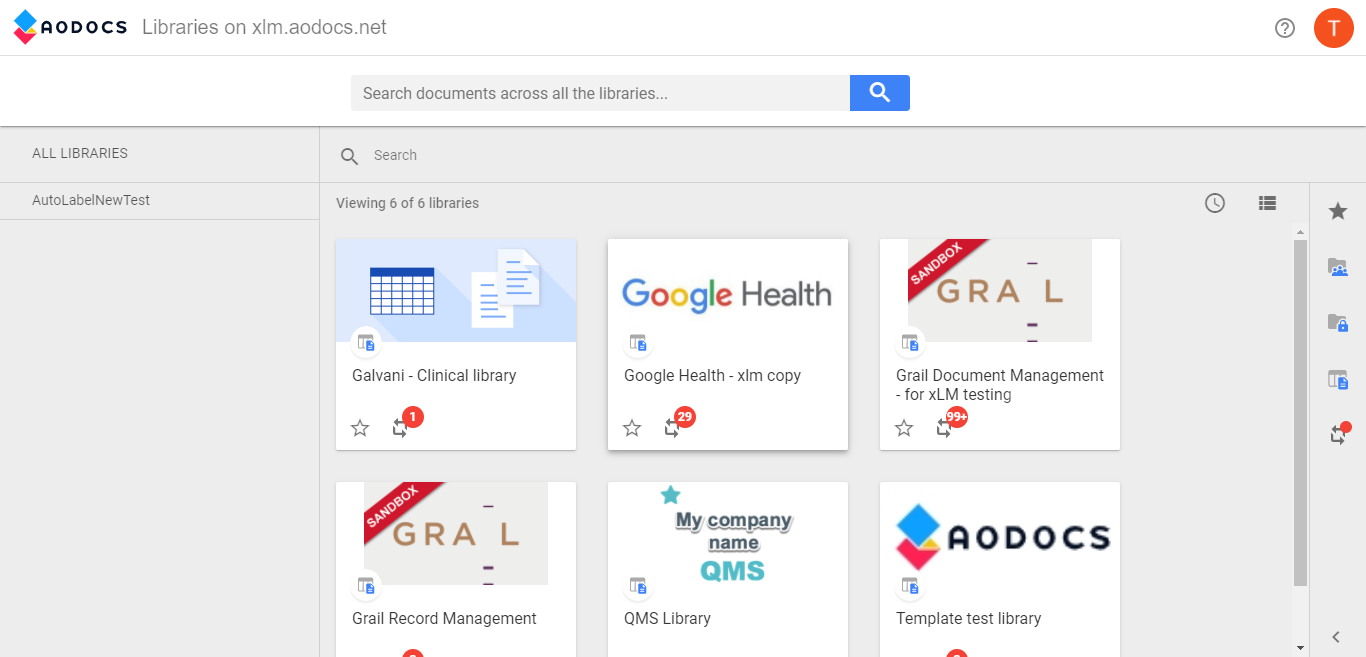 AODOCS Libraries on xlm.aodocs.net
T
Search documents across all the libraries...
ALL LIBRARIES
Search
AutoLabelNewTest
Viewing 6 of 6 libraries
Galvani - Clinical library
1
Google Health
Google Health - xlm copy
29
SANDBOX
GRA L
Grail Document Management
- for xLM testing
99+
SANDBOX
GRA L
Grail Record Management
My company
name
QMS
QMS Library
AODOCS
Template test library